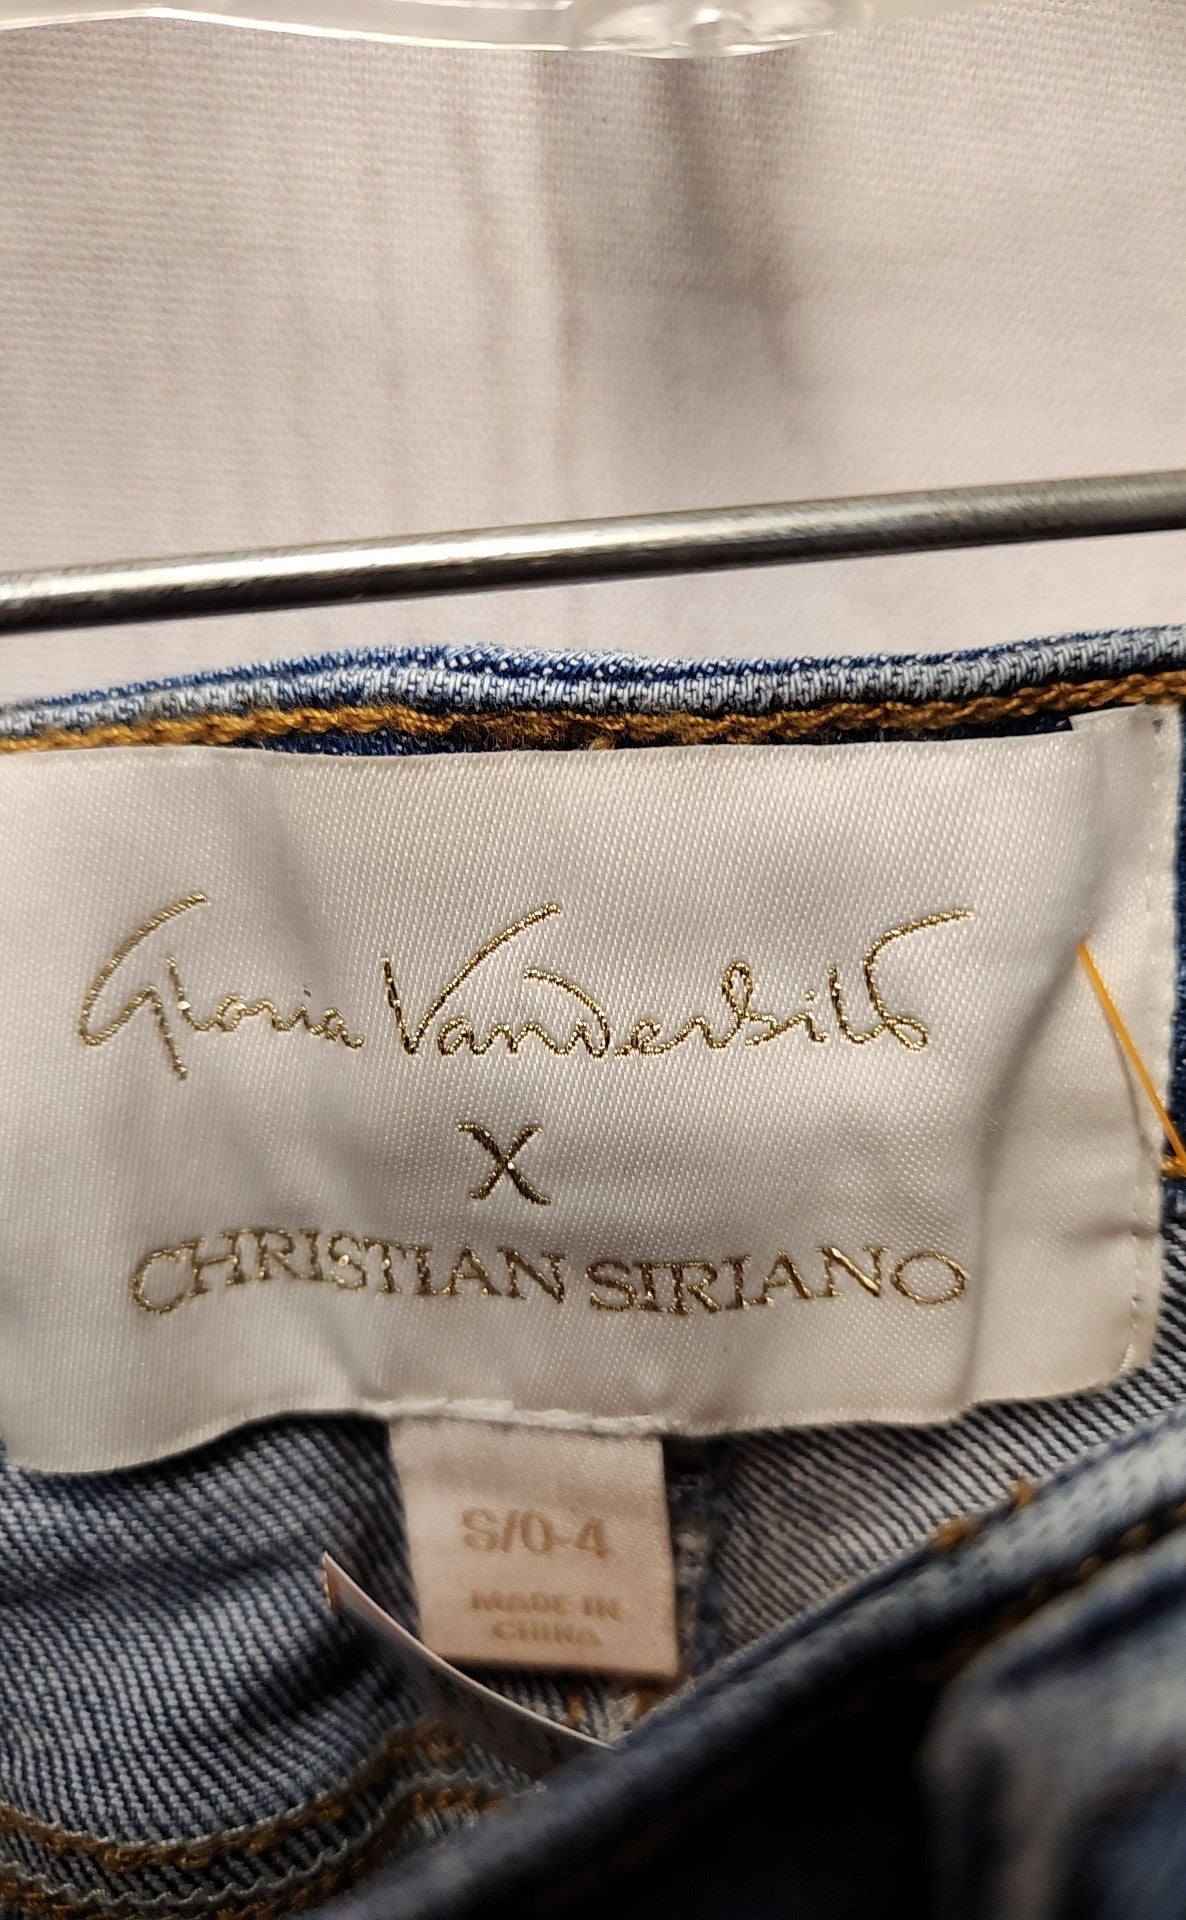 Gloria Vanderbilt
X
CHRISTIAN SIRIANO
S/0-4
MADE IN
CHINA